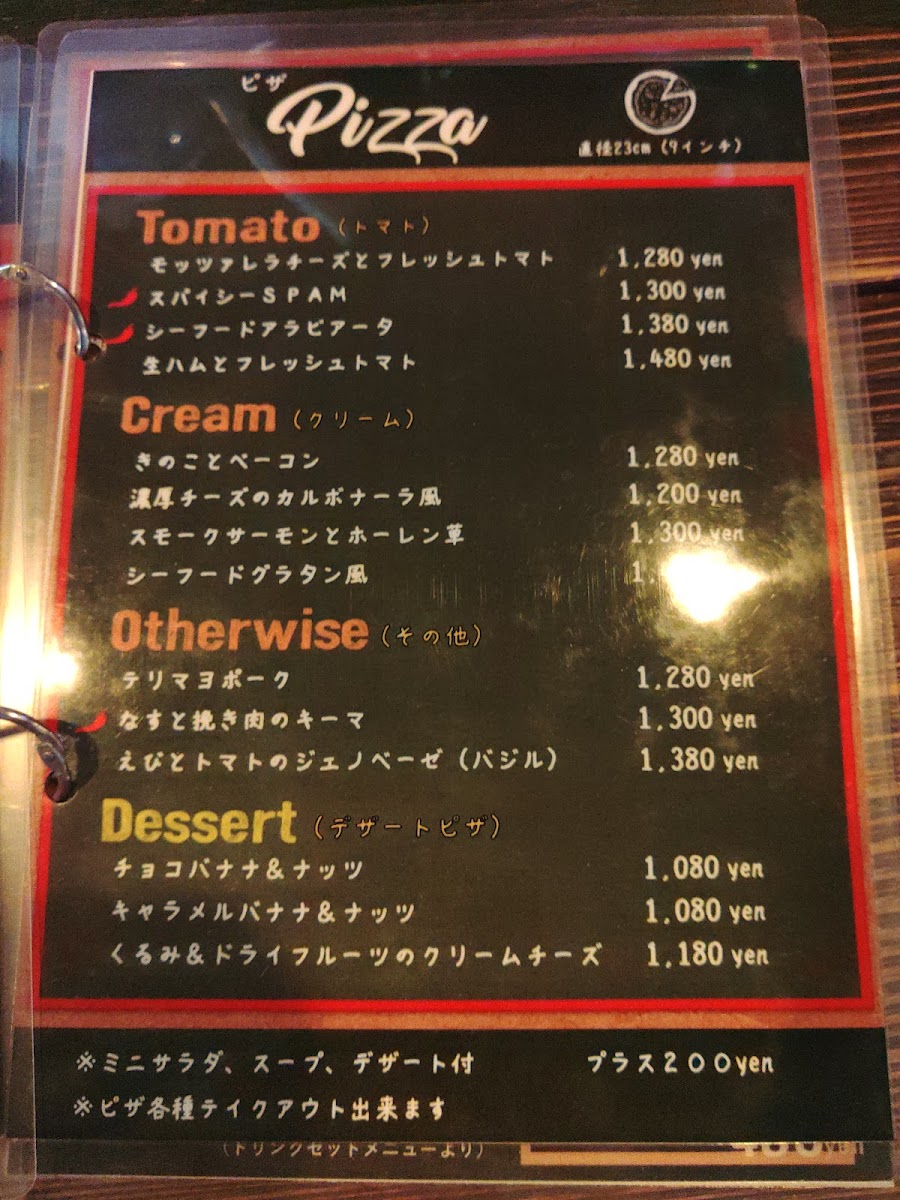 ピザ
Pizza
直径23cm（9インチ）
Tomato（トマト）
モッツァレラチーズとフレッシュトマト 1,280 yen
スパイシーSPAM 1,300 yen
シーフードアラビアータ 1,380 yen
生ハムとフレッシュトマト 1,480 yen
Cream（クリーム）
きのことベーコン 1,280 yen
濃厚チーズのカルボナーラ風 1,200 yen
スモークサーモンとホーレン草 1,300 yen
シーフードグラタン風
Otherwise（その他）
テリマヨポーク 1,280 yen
なすと挽き肉のキーマ 1,300 yen
えびとトマトのジェノベーゼ（バジル） 1,380 yen
Dessert（デザートピザ）
チョコバナナ&ナッツ 1,080 yen
キャラメルバナナ&ナッツ 1,080 yen
くるみ&ドライフルーツのクリームチーズ 1,180 yen
※ミニサラダ、スープ、デザート付 プラス200yen
※ピザ各種テイクアウト出来ます
（ドリンクセットメニューより）